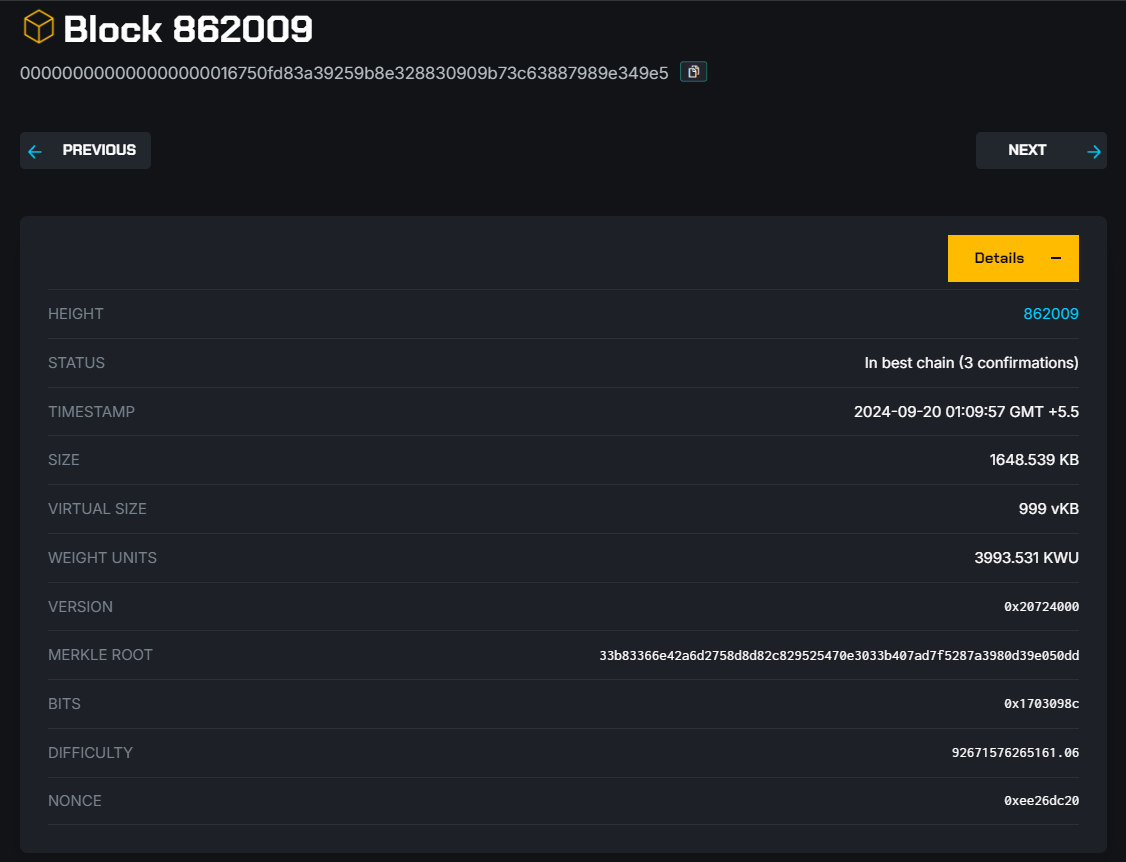 Block 862009
000000000000000000016750fd83a39259b8e328830909b73c63887989e349e5
PREVIOUS
NEXT
Details
HEIGHT 862009
STATUS In best chain (3 confirmations)
TIMESTAMP 2024-09-20 01:09:57 GMT +5.5
SIZE 1648.539 KB
VIRTUAL SIZE 999 vKB
WEIGHT UNITS 3993.531 KWU
VERSION 0x20724000
MERKLE ROOT 33b83366e42a6d2758d8d82c829525470e3033b407ad7f5287a3980d39e050dd
BITS 0x1703098c
DIFFICULTY 92671576265161.06
NONCE 0xee26dc20